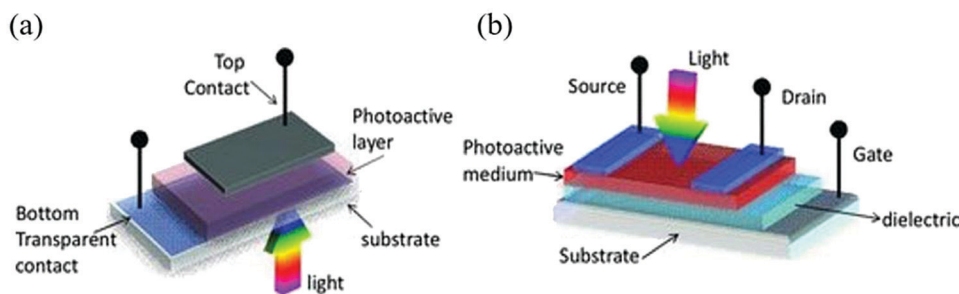 (a)
Top
Contact
Photoactive
layer
Bottom
Transparent
contact
substrate
light
(b)
Light
Source
Drain
Photoactive
medium
Gate
dielectric
Substrate